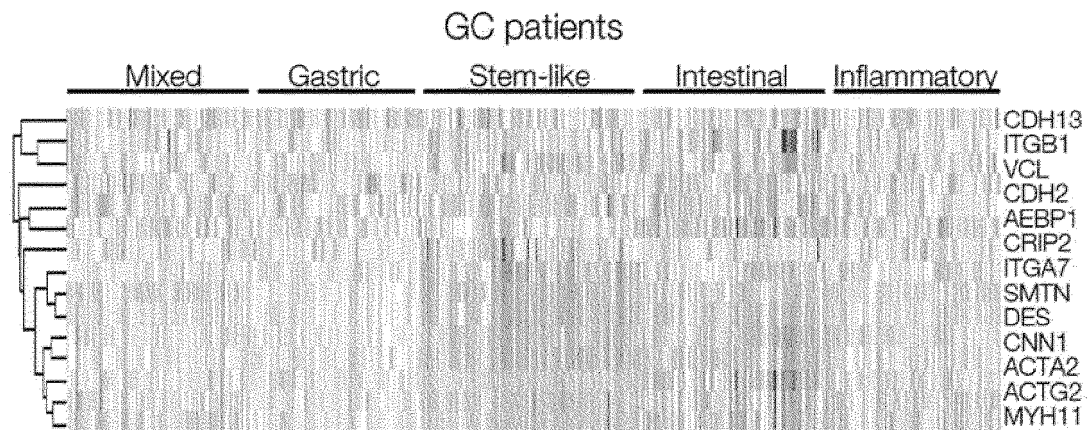 GC patients
Mixed Gastric Stem-like Intestinal Inflammatory
CDH13
ITGB1
VCL
CDH2
AEBP1
CRIP2
ITGA7
SMTN
DES
CNN1
ACTA2
ACTG2
MYH11